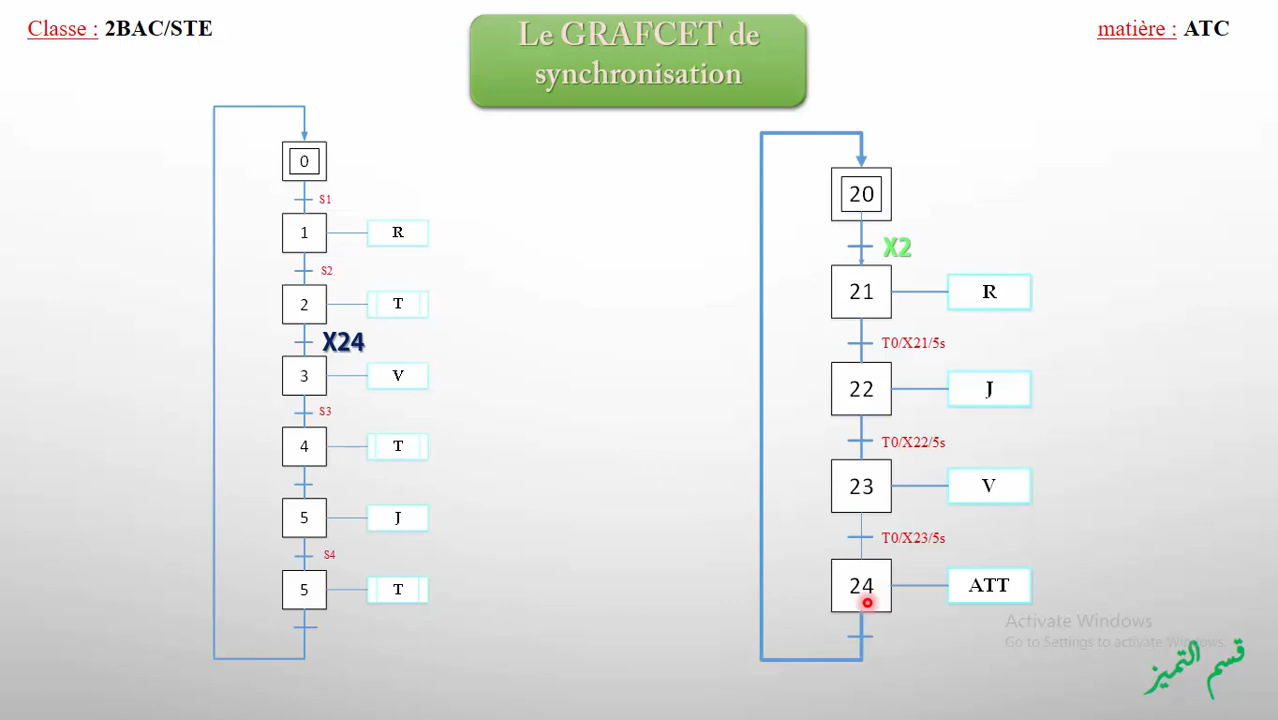 Classe : 2BAC/STE
Le GRAFCET de
synchronisation
matière : ATC
0
S1
1
R
S2
2
T
X24
3
V
S3
4
T
5
J
S4
5
T
20
X2
21
R
T0/X21/5s
22
J
T0/X22/5s
23
V
T0/X23/5s
24
ATT
Activate Windows
Go to Settings to activate Windows.
قسم التميز